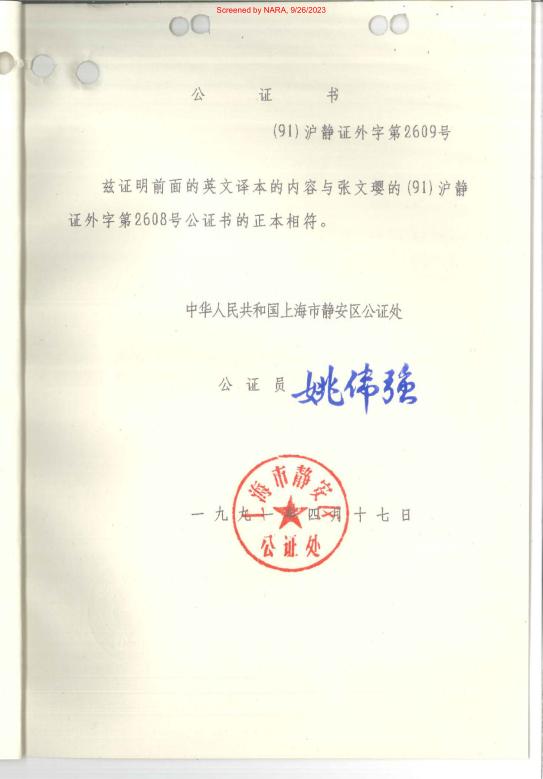 Screened by NARA, 9/26/2023
公 证 书
(91)沪静证外字第2609号
兹证明前面的英文译本的内容与张文璎的(91)沪静
证外字第2608号公证书的正本相符。
中华人民共和国上海市静安区公证处
公 证 员 姚伟强
上海市静安区
一九九一年四月十七日
公证处